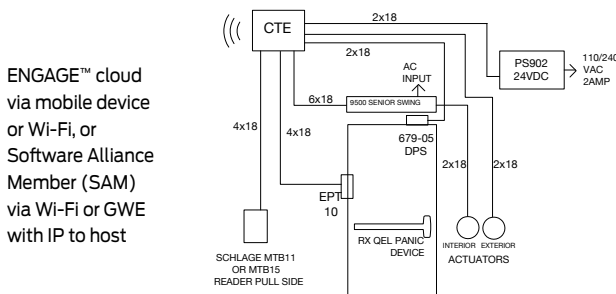 ENGAGE™ cloud
via mobile device
or Wi-Fi, or
Software Alliance
Member (SAM)
via Wi-Fi or GWE
with IP to host
CTE
2x18
2x18
PS902
24VDC
110/240
VAC
2AMP
AC
INPUT
6x18
9500 SENIOR SWING
4x18
4x18
679-05
DPS
2x18
2x18
EPT
10
RX QEL PANIC
DEVICE
INTERIOR
EXTERIOR
ACTUATORS
SCHLAGE MTB11
OR MTB15
READER PULL SIDE